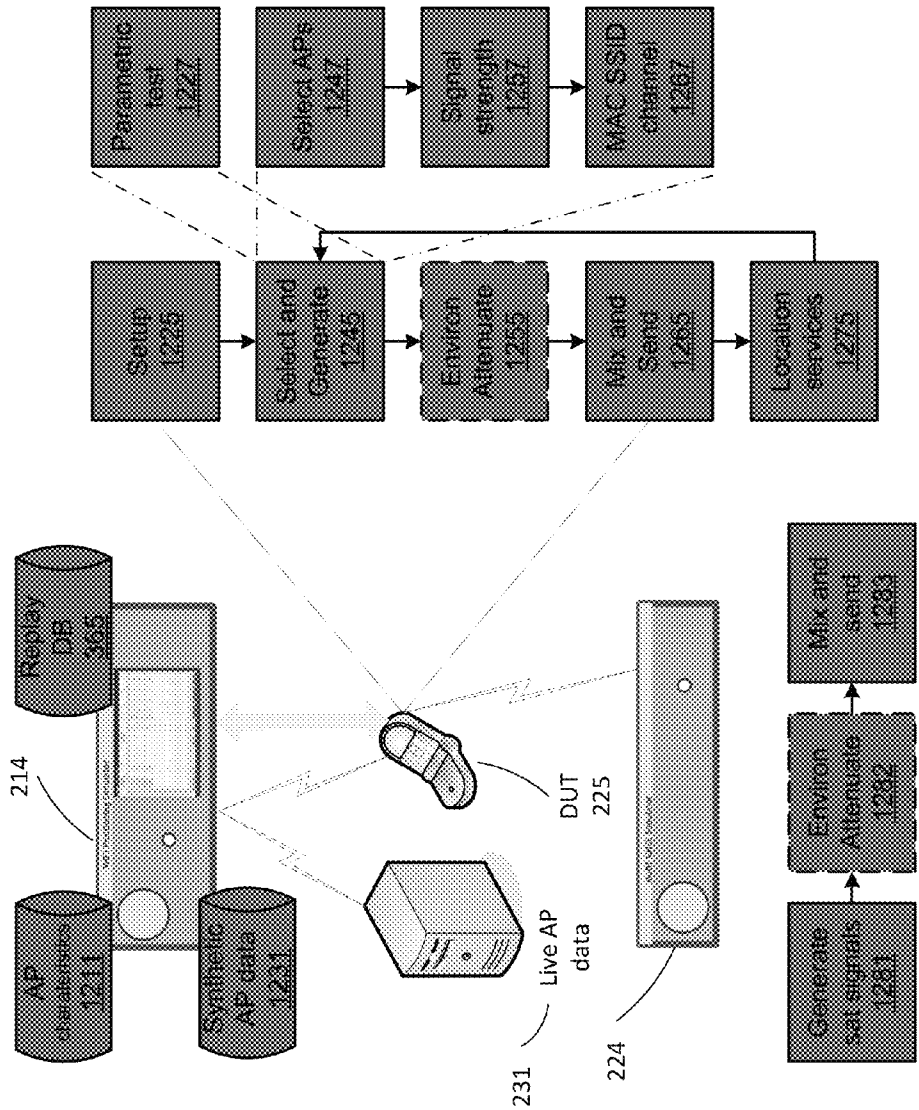 AP
1211
Synthetic
AP data
1231
214
Replay
DB
365
231
Live AP
data
DUT
225
224
Generate
sat signals
1281
Environ
Attenuate
1282
Mix and
send
1283
Setup
1225
Select and
Generate
1245
Environ
Attenuate
1255
Mix and
Send
1265
Location
services
1275
Parametric
test
1227
Select APs
1247
Signal
strength
1257
MAC SSID
channel
1267